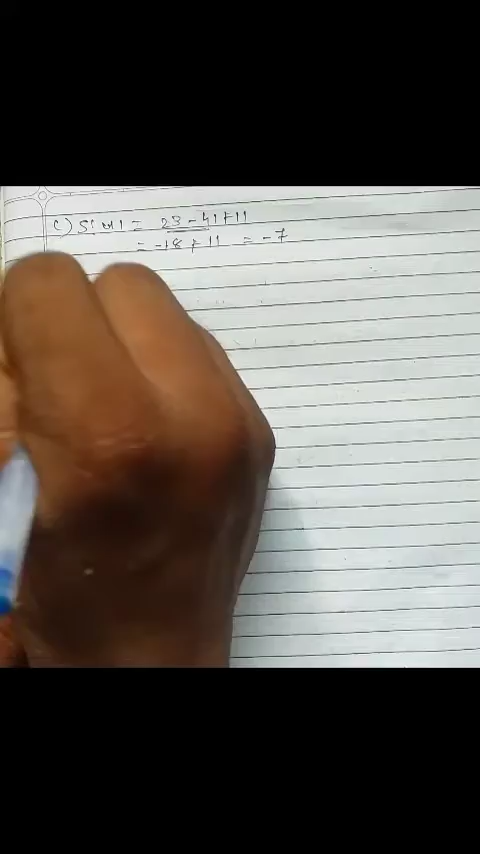 c) ડા.બા = 23 - 41 + 11
= -18 + 11 = -7